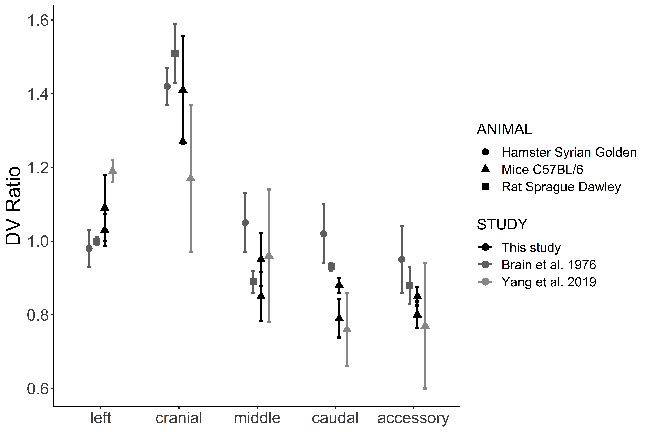 1.6
1.4
1.2
1.0
0.8
0.6
DV Ratio
left cranial middle caudal accessory
ANIMAL
Hamster Syrian Golden
Mice C57BL/6
Rat Sprague Dawley
STUDY
This study
Brain et al. 1976
Yang et al. 2019